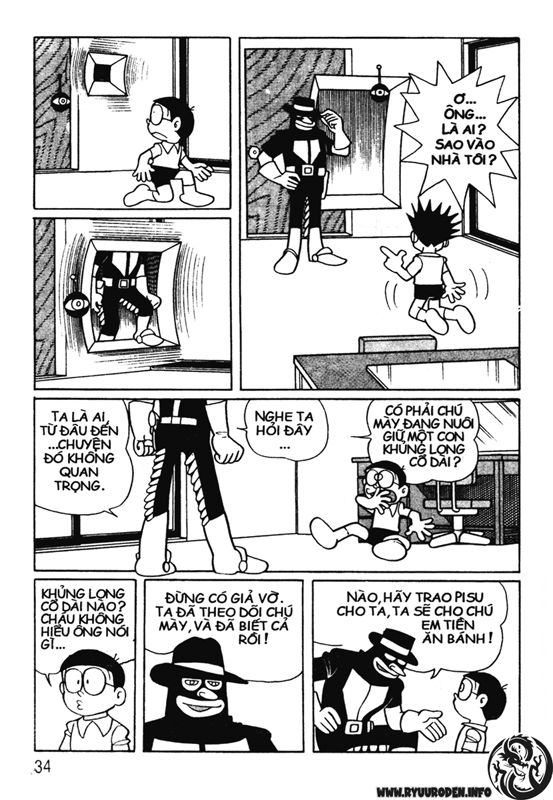 Ơ...
ÔNG...
LÀ AI?
SAO VÀO
NHÀ TỚI?
TA LÀ AI,
TỪ ĐÂU ĐẾN
...CHUYỆN
ĐÓ KHÔNG
QUAN
TRỌNG.
NGHE TA
HỎI ĐÂY
...
CÓ PHẢI CHÚ
MÀY ĐANG NUÔI
GIỮ MỘT CON
KHỦNG LONG
CỔ DÀI?
KHỦNG LONG
CỔ DÀI NÀO?
CHÁU KHÔNG
HIỂU ÔNG NÓI
GÌ...
ĐỪNG CÓ GIẢ VỜ.
TA ĐÃ THEO DÕI CHÚ
MÀY, VÀ ĐÃ BIẾT CẢ
RỒI!
NÀO, HÃY TRAO PISU
CHO TA, TA SẼ CHO CHÚ
EM TIỀN
ĂN BÁNH!
34
WWW.RYUURODEN.INFO